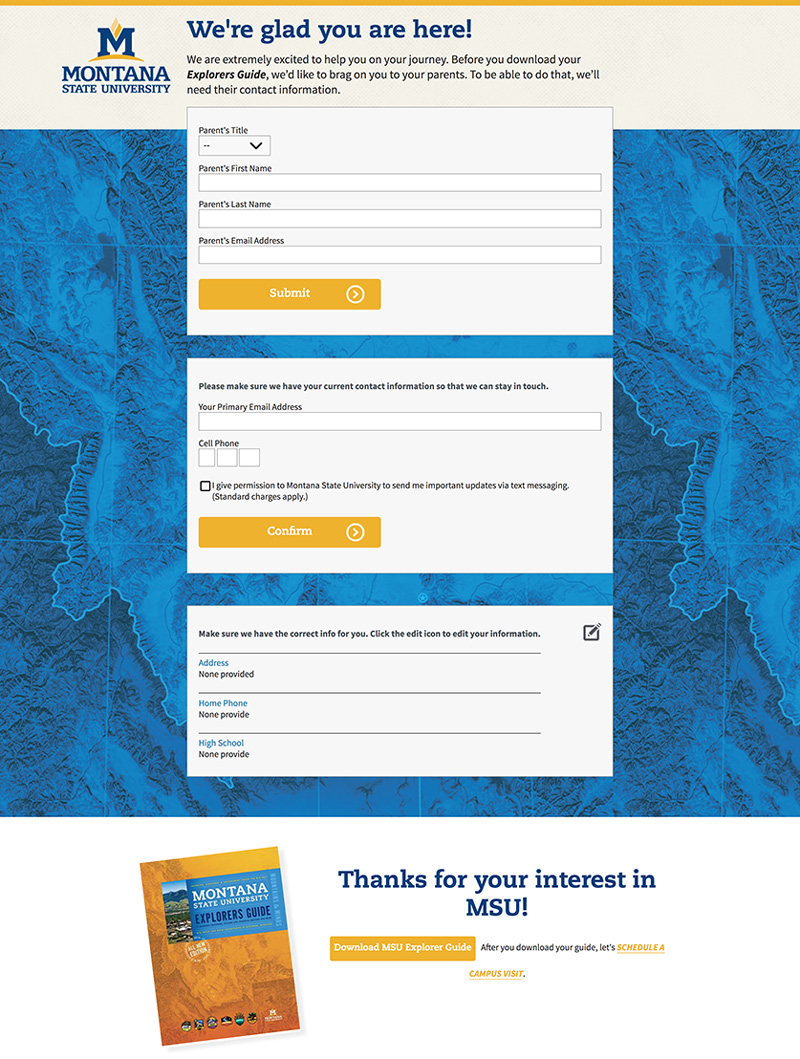 We're glad you are here!
M
MONTANA
STATE UNIVERSITY
We are extremely excited to help you on your journey. Before you download your
Explorers Guide, we'd like to brag on you to your parents. To be able to do that, we'll
need their contact information.
Parent's Title
--
Parent's First Name
Parent's Last Name
Parent's Email Address
Submit
Please make sure we have your current contact information so that we can stay in touch.
Your Primary Email Address
Cell Phone
I give permission to Montana State University to send me important updates via text messaging.
(Standard charges apply.)
Confirm
Make sure we have the correct info for you. Click the edit icon to edit your information.
Address
None provided
Home Phone
None provide
High School
None provide
MONTANA
STATE UNIVERSITY
EXPLORERS GUIDE
ALL NEW
EDITION
M
MONTANA
Thanks for your interest in
MSU!
Download MSU Explorer Guide After you download your guide, let's SCHEDULE A
CAMPUS VISIT.